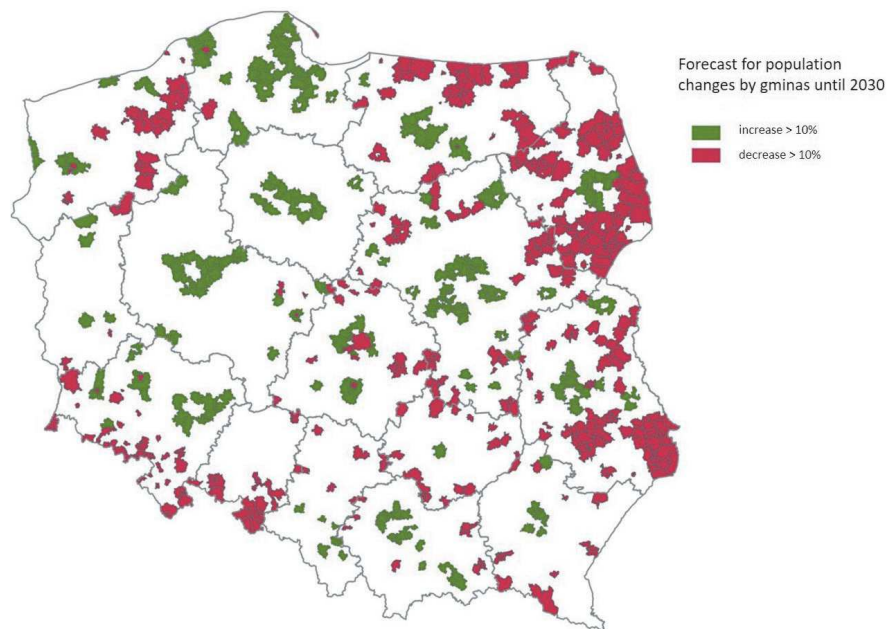 Forecast for population
changes by gminas until 2030
increase > 10%
decrease > 10%